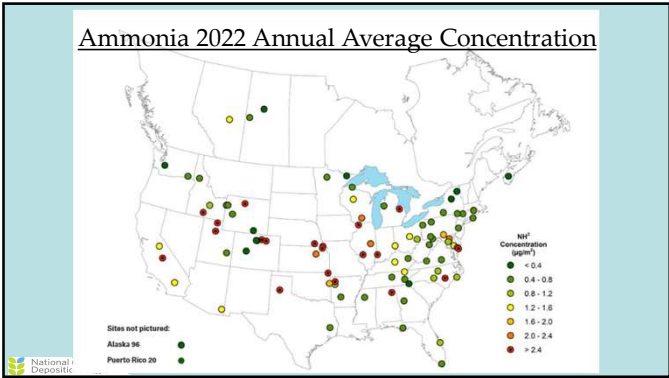 Ammonia 2022 Annual Average Concentration
NH³
Concentration
(µg/m³)
< 0.4
0.4 - 0.8
0.8 - 1.2
1.2 - 1.6
1.6 - 2.0
2.0 - 2.4
> 2.4
Sites not pictured:
Alaska 96
Puerto Rico 20
National
Depositio